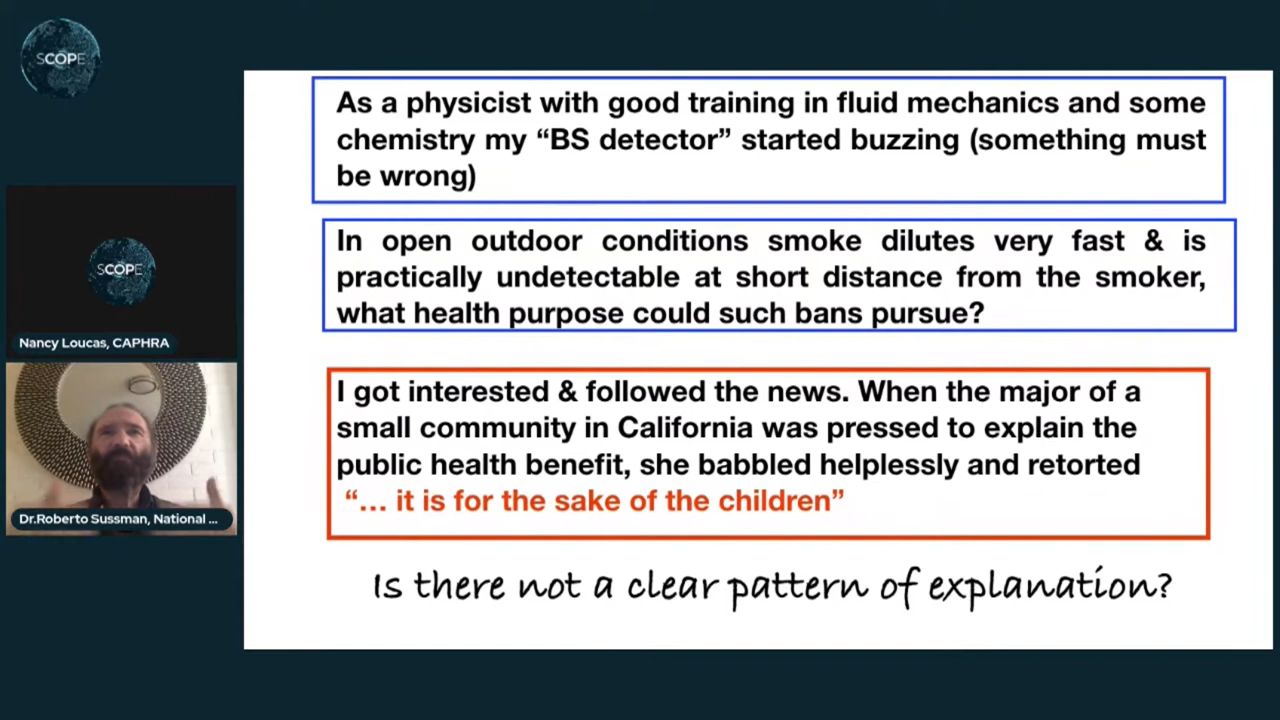 SCOPE
As a physicist with good training in fluid mechanics and some
chemistry my “BS detector” started buzzing (something must
be wrong)
In open outdoor conditions smoke dilutes very fast & is
practically undetectable at short distance from the smoker,
what health purpose could such bans pursue?
I got interested & followed the news. When the major of a
small community in California was pressed to explain the
public health benefit, she babbled helplessly and retorted
“... it is for the sake of the children”
Is there not a clear pattern of explanation?
SCOPE
Nancy Loucas, CAPHRA
Dr.Roberto Sussman, National ...